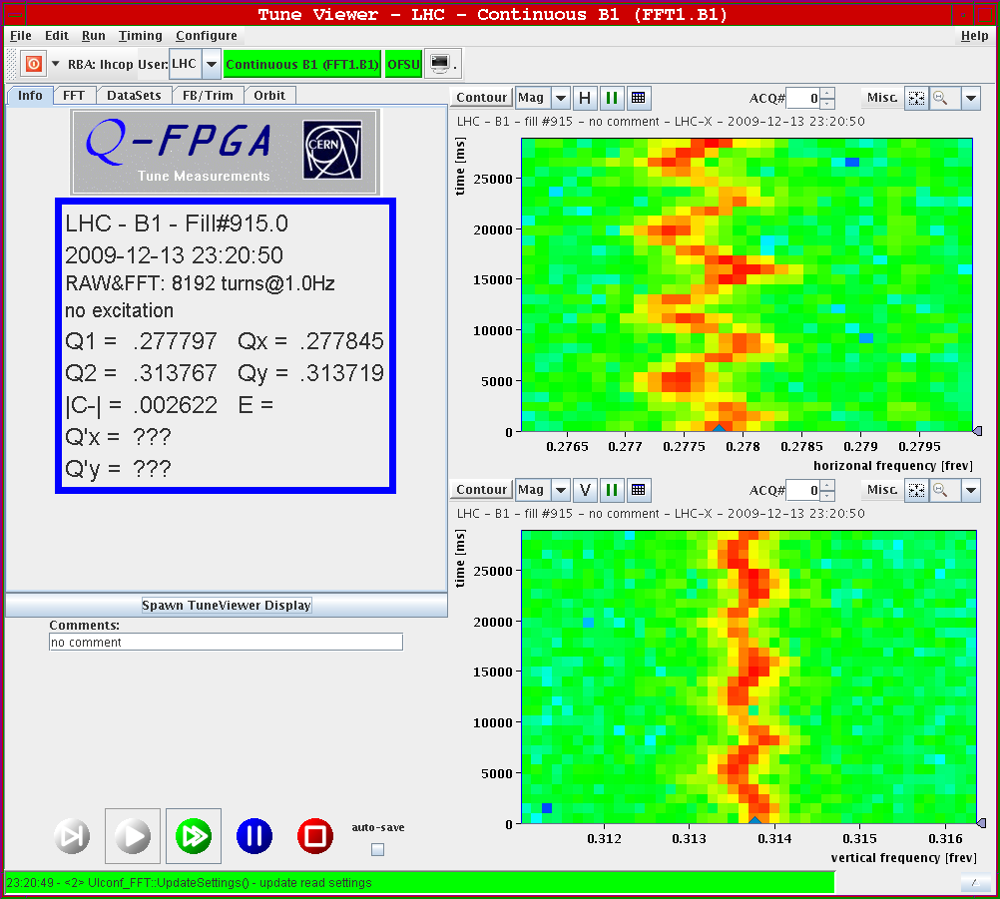 Tune Viewer - LHC - Continuous B1 (FFT1.B1)
File Edit Run Timing Configure Help
RBA: lhcop User: LHC Continuous B1 (FFT1.B1) OFSU .
Info FFT DataSets FB/Trim Orbit
Q-FPGA
Tune Measurements
CERN
LHC - B1 - Fill#915.0
2009-12-13 23:20:50
RAW&FFT: 8192 turns@1.0Hz
no excitation
Q1 = .277797 Qx = .277845
Q2 = .313767 Qy = .313719
|C-| = .002622 E =
Q'x = ???
Q'y = ???
Spawn TuneViewer Display
Comments:
no comment
auto-save
23:20:49 - <2> UIconf_FFT::UpdateSettings() - update read settings
Contour Mag H ACQ# 0 Misc.
LHC - B1 - fill #915 - no comment - LHC-X - 2009-12-13 23:20:50
time [ms]
25000
20000
15000
10000
5000
0
0.2765 0.277 0.2775 0.278 0.2785 0.279 0.2795
horizonal frequency [frev]
Contour Mag V ACQ# 0 Misc.
LHC - B1 - fill #915 - no comment - LHC-X - 2009-12-13 23:20:50
time [ms]
25000
20000
15000
10000
5000
0
0.312 0.313 0.314 0.315 0.316
vertical frequency [frev]